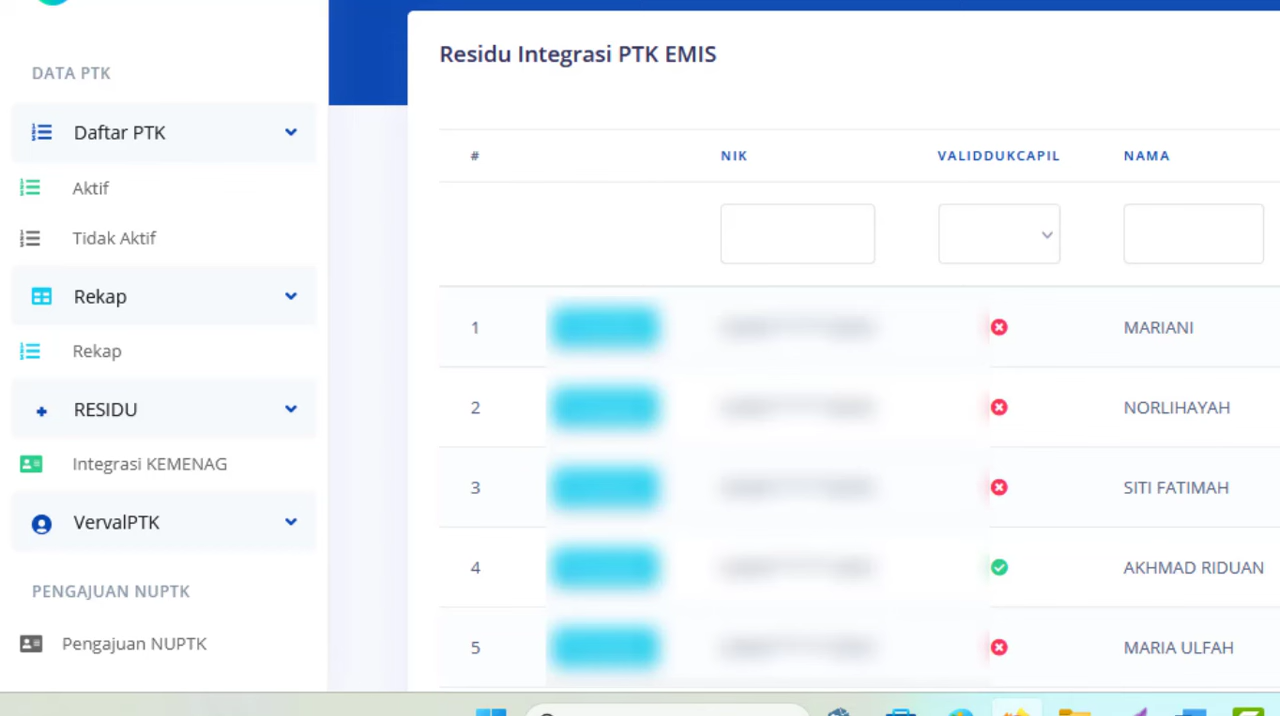 DATA PTK
Daftar PTK
Aktif
Tidak Aktif
Rekap
Rekap
RESIDU
Integrasi KEMENAG
VervalPTK
PENGAJUAN NUPTK
Pengajuan NUPTK
Residu Integrasi PTK EMIS
# NIK VALIDDUKCAPIL NAMA
1 MARIANI
2 NORLIHAYAH
3 SITI FATIMAH
4 AKHMAD RIDUAN
5 MARIA ULFAH